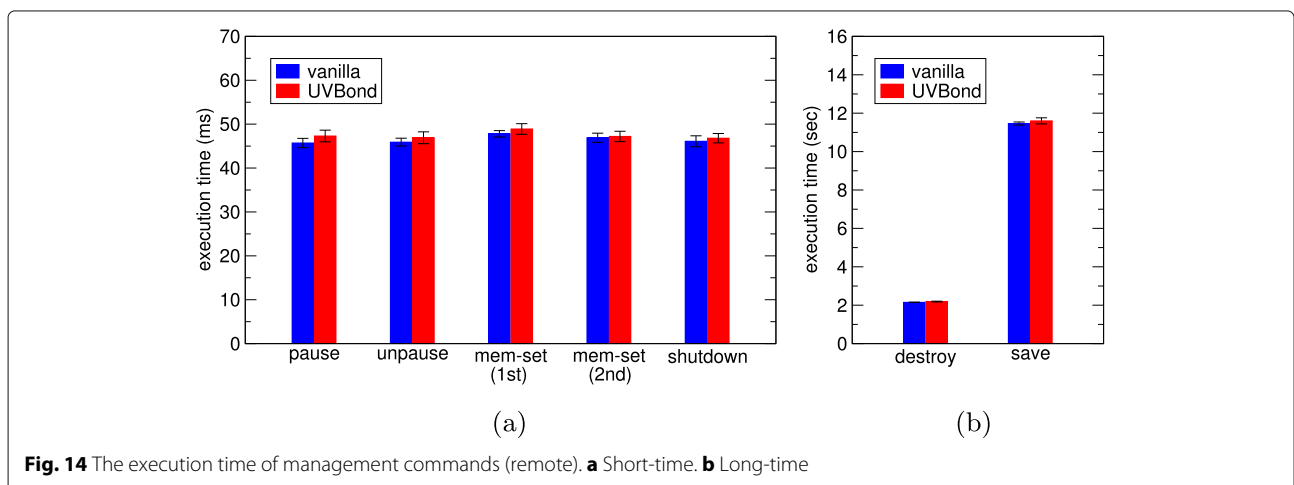 70
60
50
40
30
20
10
0
execution time (ms)
vanilla
UVBond
pause unpause mem-set (1st) mem-set (2nd) shutdown
(a)
16
14
12
10
8
6
4
2
0
execution time (sec)
vanilla
UVBond
destroy save
(b)
Fig. 14 The execution time of management commands (remote). a Short-time. b Long-time